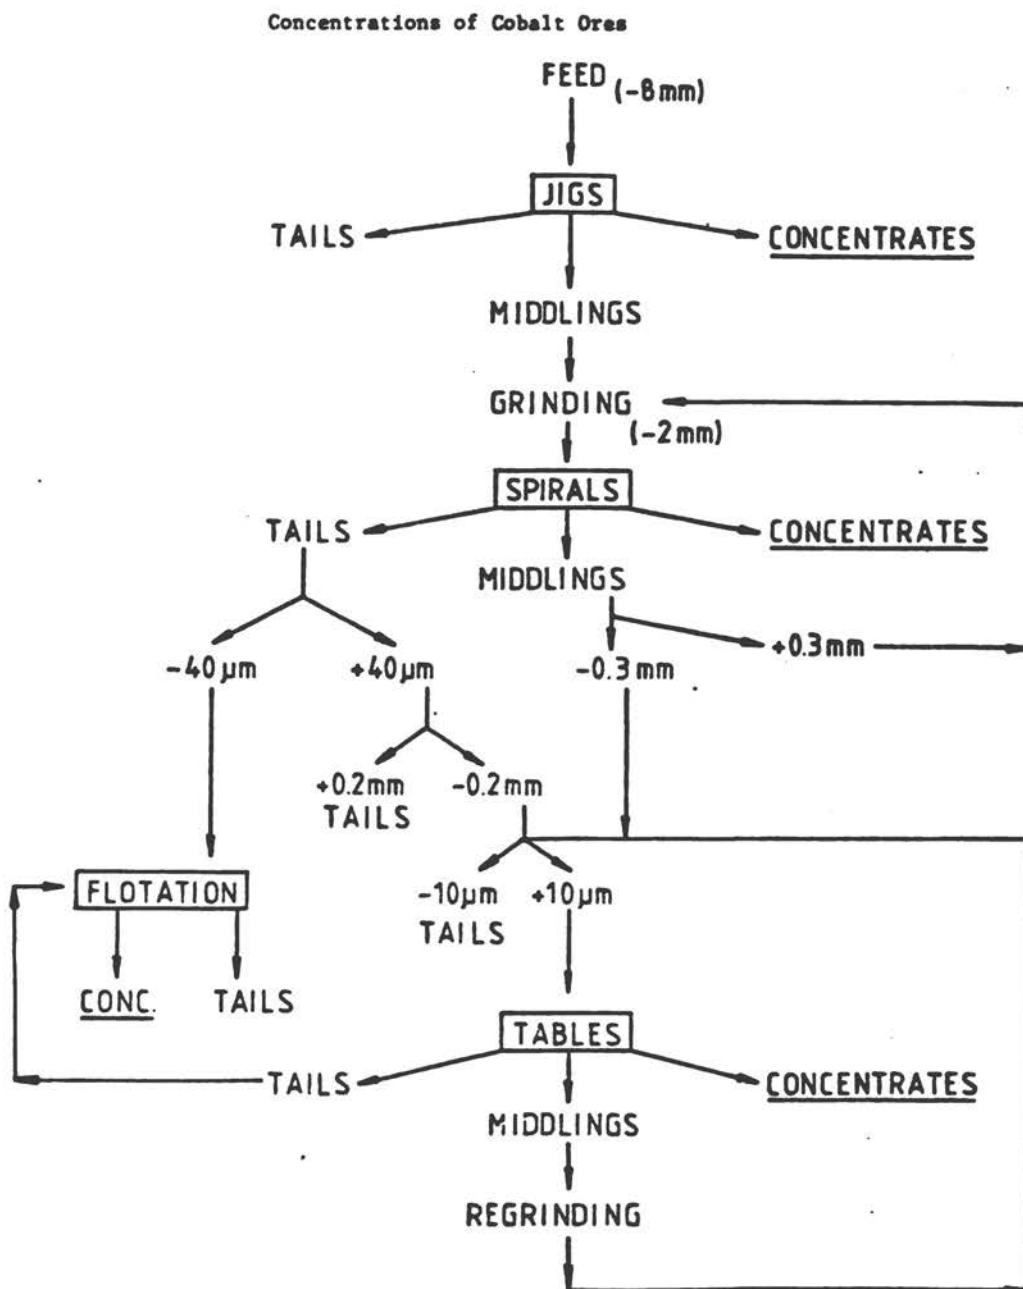 Concentrations of Cobalt Ores
FEED (-8mm)
JIGS
TAILS
CONCENTRATES
MIDDLINGS
GRINDING
(-2mm)
SPIRALS
TAILS
CONCENTRATES
MIDDLINGS
-40µm
+40µm
-0.3mm
+0.3mm
+0.2mm
TAILS
-0.2mm
FLOTATION
-10µm
TAILS
+10µm
CONC.
TAILS
TABLES
TAILS
CONCENTRATES
MIDDLINGS
REGRINDING